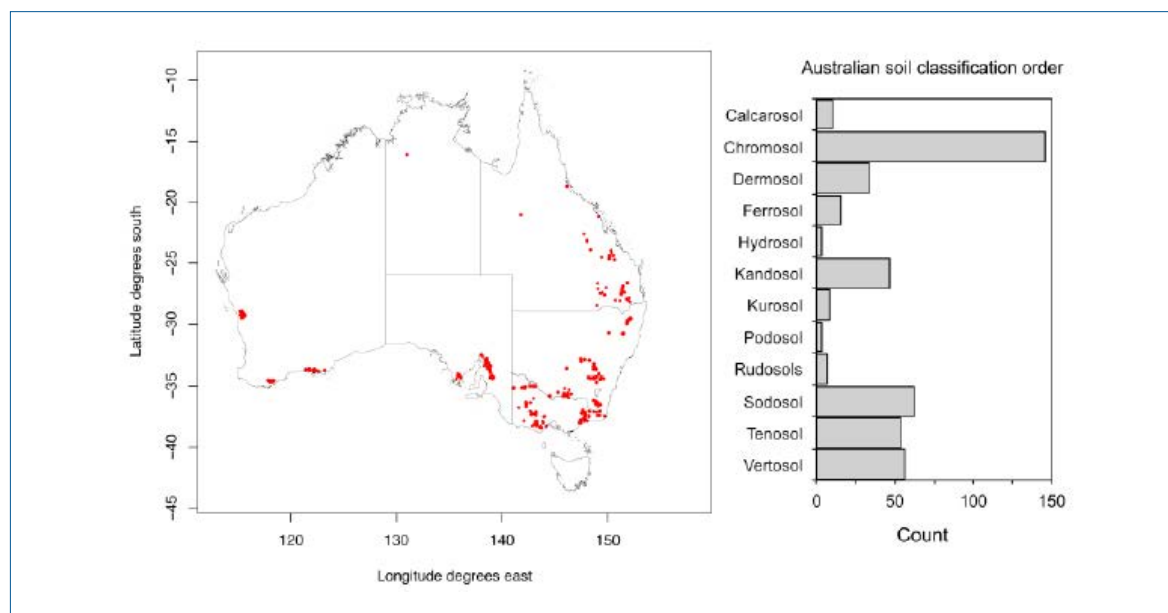 Latitude degrees south
−10
−15
−20
−25
−30
−35
−40
−45
120
130
140
150
Longitude degrees east
Australian soil classification order
Calcarosol
Chromosol
Dermosol
Ferrosol
Hydrosol
Kandosol
Kurosol
Podosol
Rudosols
Sodosol
Tenosol
Vertosol
0
50
100
150
Count